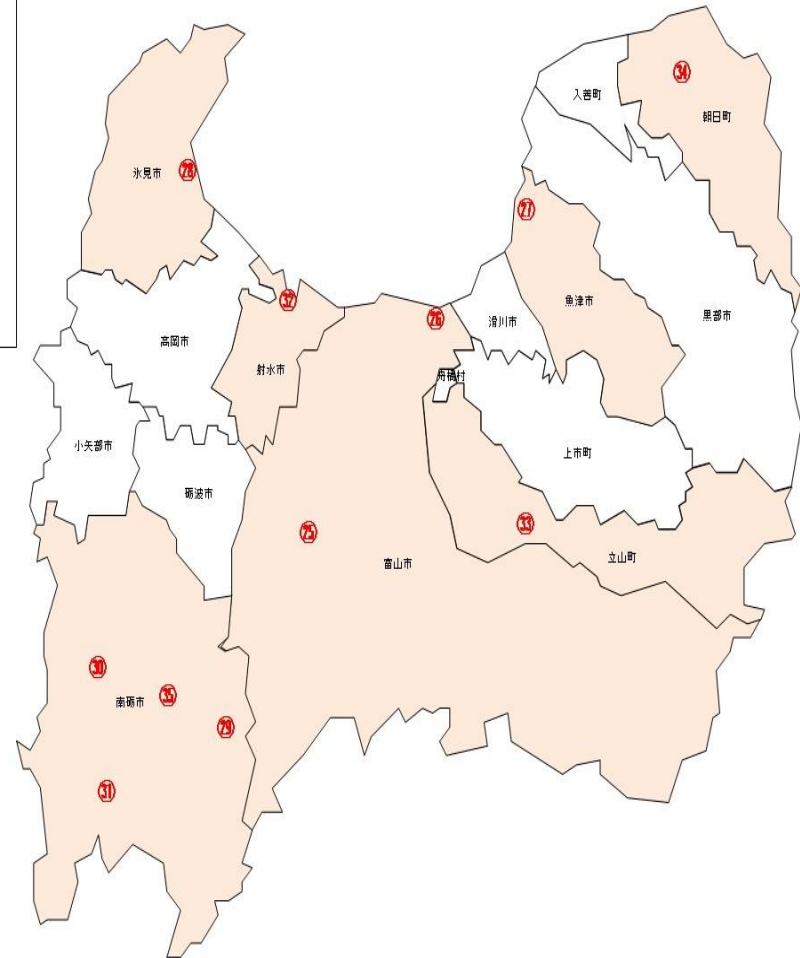 ㉞
入善町
朝日町
氷見市
㉘
㉗
㉜
魚津市
黒部市
㉖
滑川市
高岡市
射水市
舟橋村
小矢部市
上市町
砺波市
㉕
㉝
富山市
立山町
㉚
㉟
南砺市
㉙
㉛